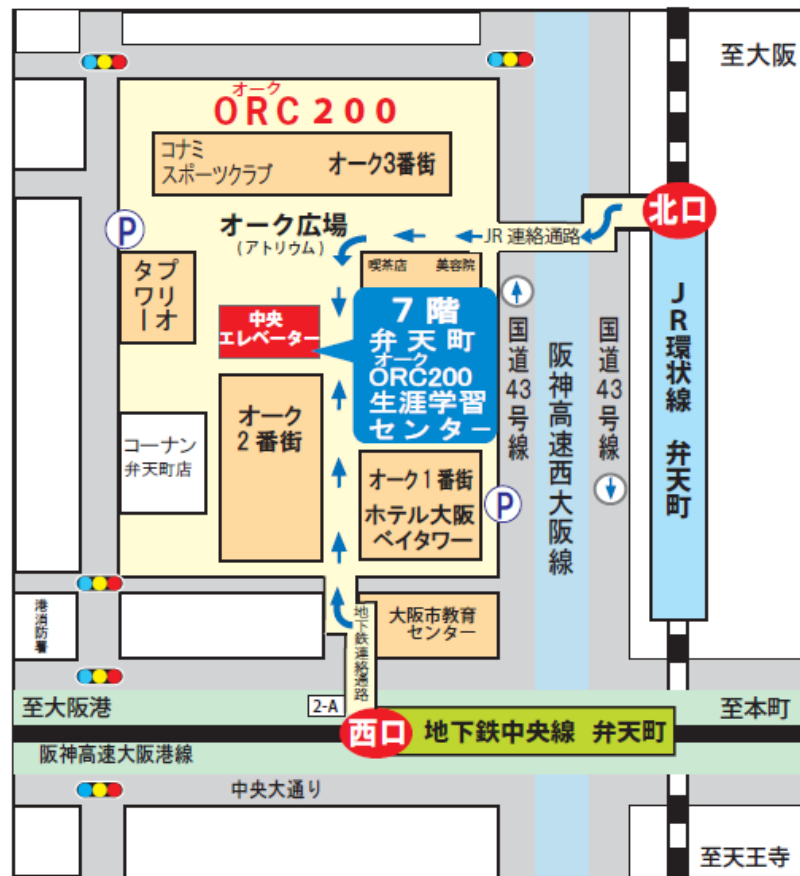 至大阪
オーク
ORC 200
コナミ
スポーツクラブ
オーク3番街
北口
P
オーク広場
(アトリウム)
JR連絡通路
喫茶店
美容院
プリオ
タワー
中央
エレベーター
7階
弁天町
オーク
ORC200
生涯学習
センター
国道43号線
阪神高速西大阪線
国道43号線
JR環状線 弁天町
オーク
2番街
コーナン
弁天町店
オーク1番街
ホテル大阪
ベイタワー
P
港消防署
地下鉄連絡通路
大阪市教育
センター
至大阪港
2-A
西口
地下鉄中央線 弁天町
至本町
阪神高速大阪港線
中央大通り
至天王寺